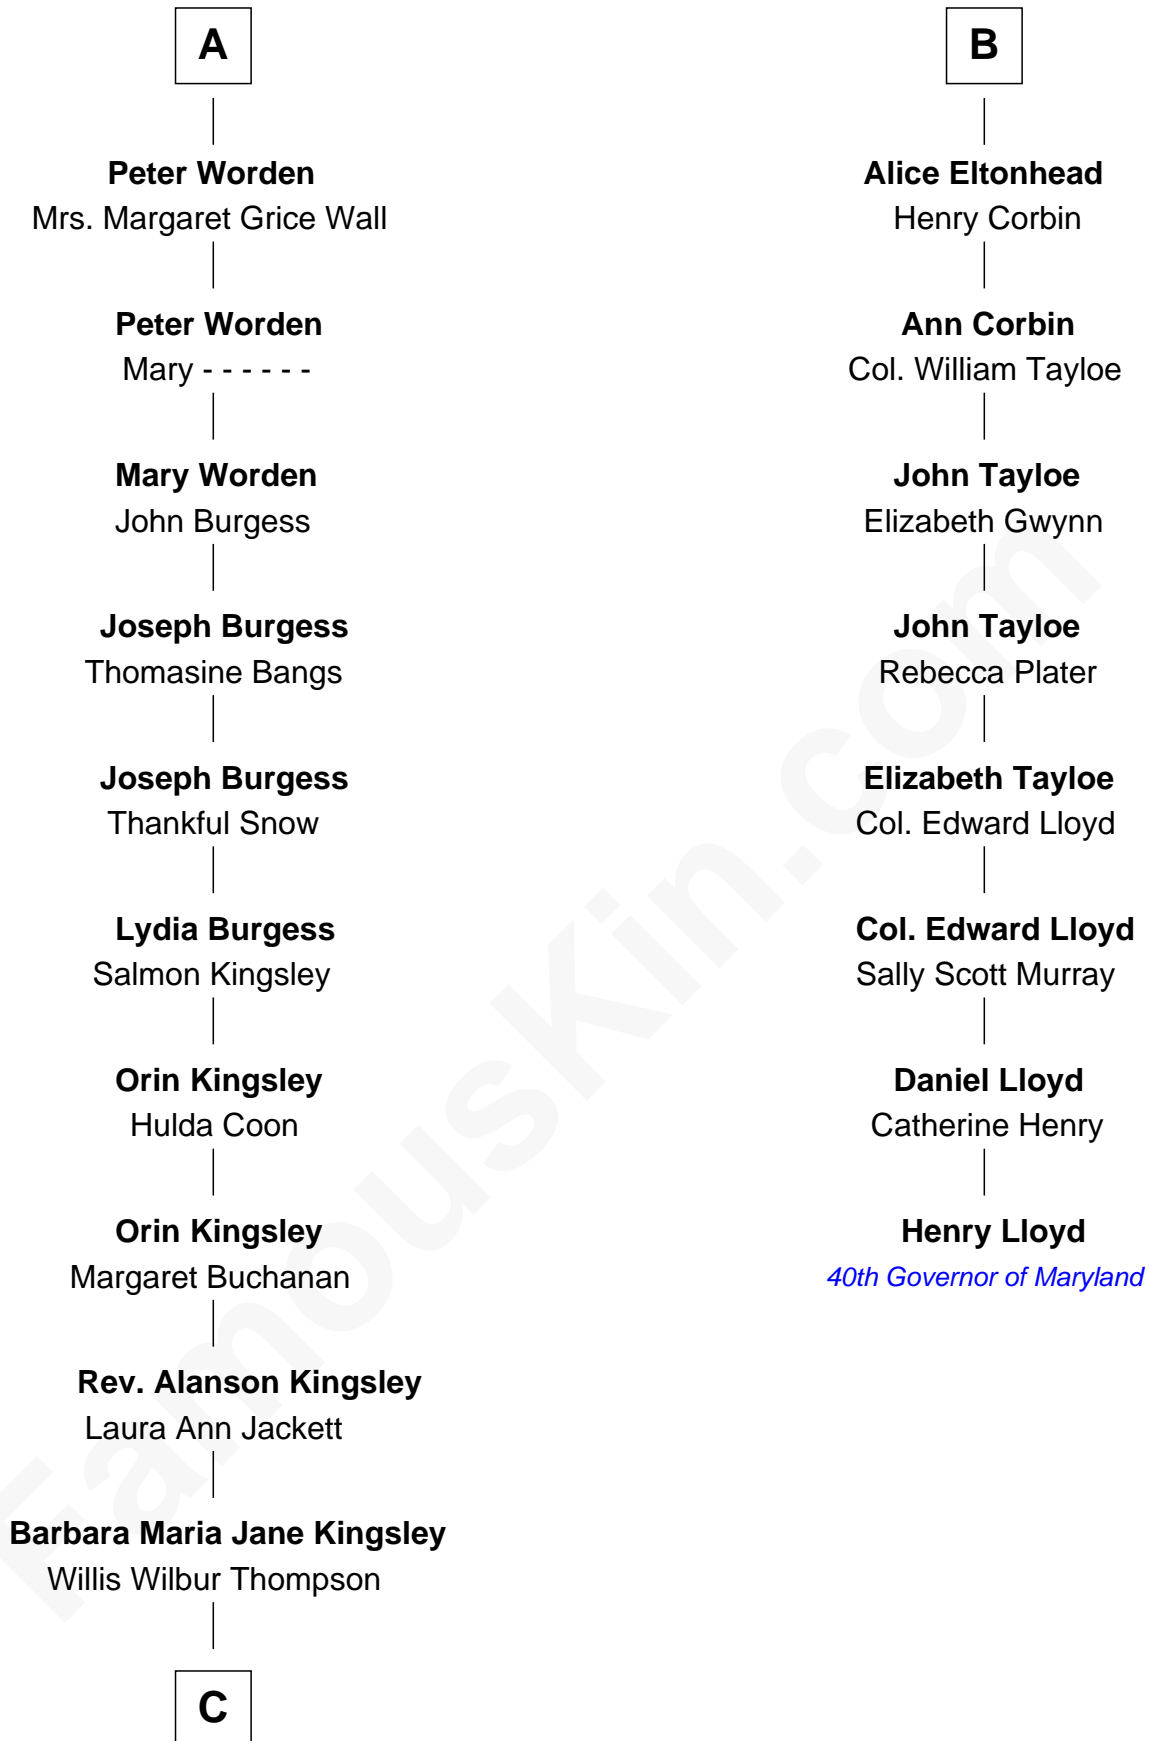 A
Peter Worden
Mrs. Margaret Grice Wall
Peter Worden
Mary - - - - - -
Mary Worden
John Burgess
Joseph Burgess
Thomasine Bangs
Joseph Burgess
Thankful Snow
Lydia Burgess
Salmon Kingsley
Orin Kingsley
Hulda Coon
Orin Kingsley
Margaret Buchanan
Rev. Alanson Kingsley
Laura Ann Jackett
Barbara Maria Jane Kingsley
Willis Wilbur Thompson
C
B
Alice Eltonhead
Henry Corbin
Ann Corbin
Col. William Tayloe
John Tayloe
Elizabeth Gwynn
John Tayloe
Rebecca Plater
Elizabeth Tayloe
Col. Edward Lloyd
Col. Edward Lloyd
Sally Scott Murray
Daniel Lloyd
Catherine Henry
Henry Lloyd
40th Governor of Maryland
FamousKin.com